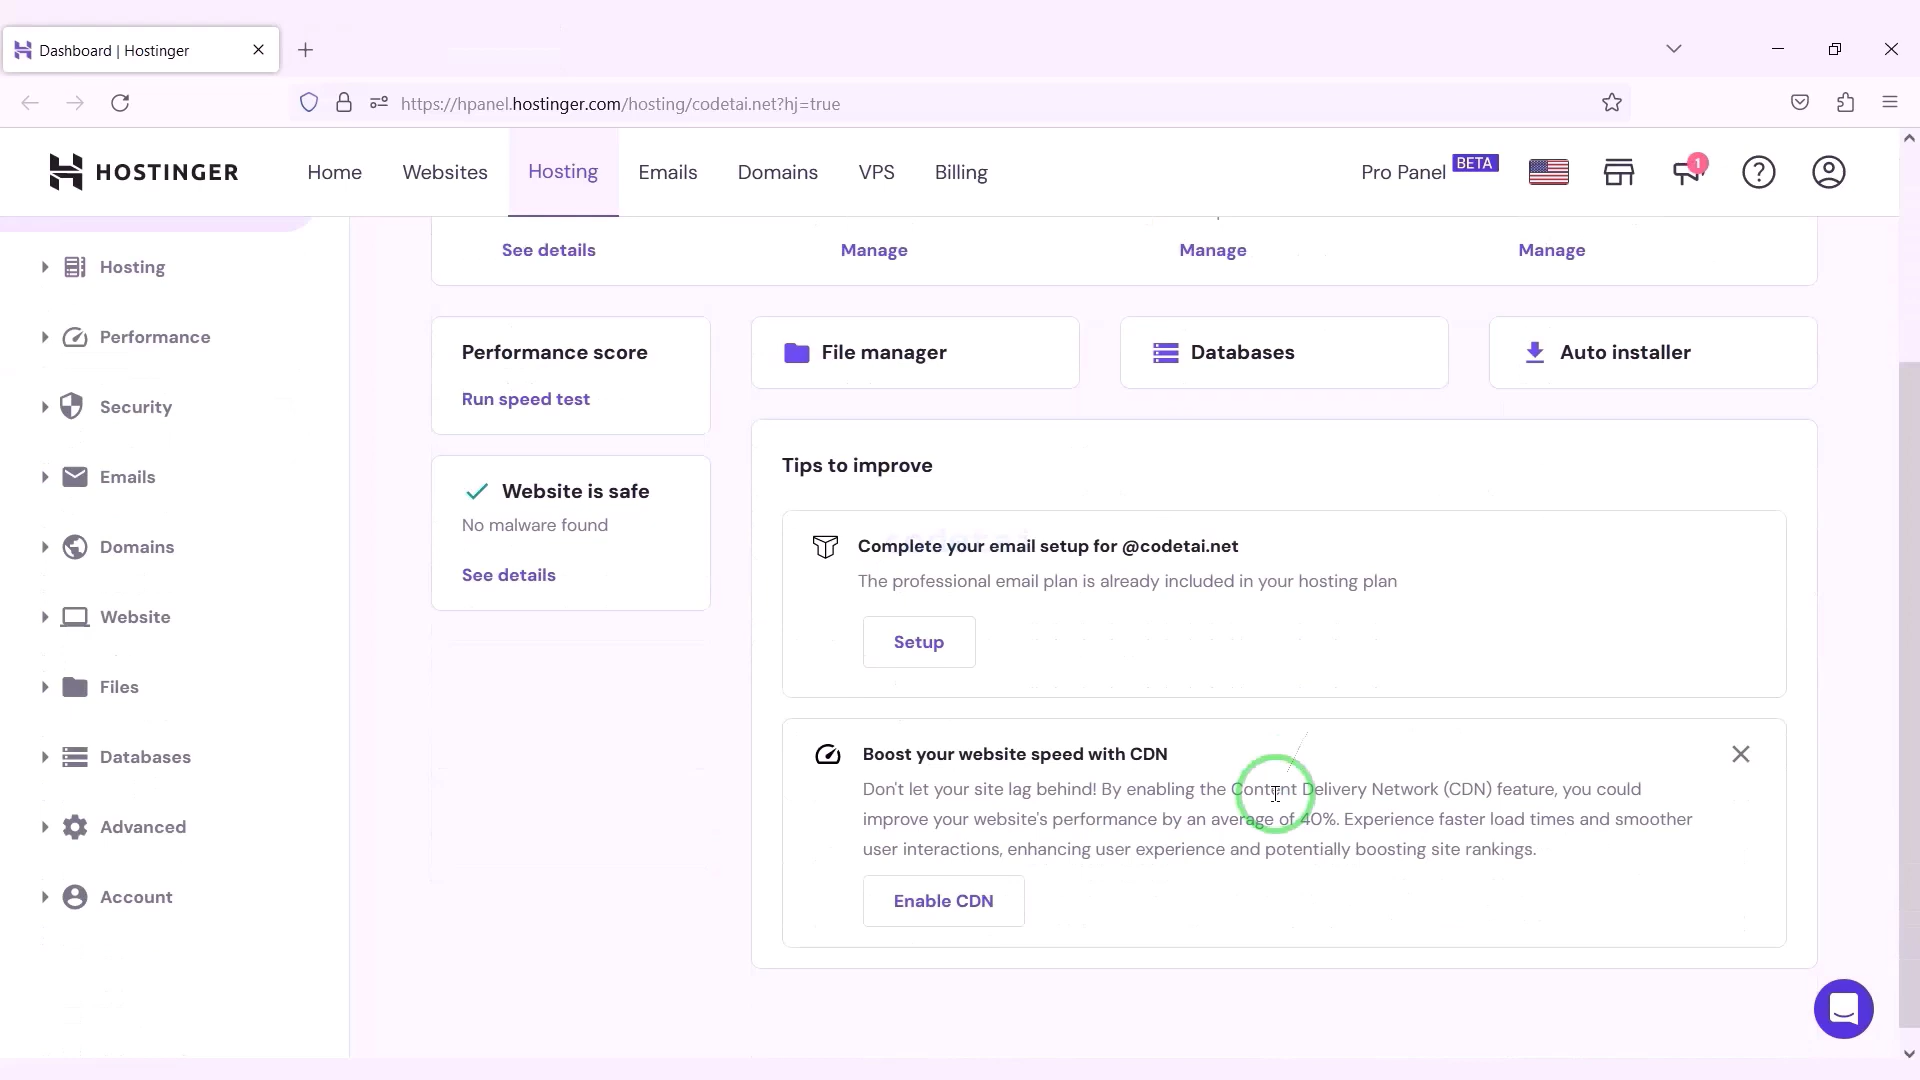 Dashboard | Hostinger
https://hpanel.hostinger.com/hosting/codetai.net?hj=true
HOSTINGER
Home
Websites
Hosting
Emails
Domains
VPS
Billing
Pro Panel
BETA
1
Hosting
Performance
Security
Emails
Domains
Website
Files
Databases
Advanced
Account
See details
Manage
Manage
Manage
Performance score
Run speed test
File manager
Databases
Auto installer
Website is safe
No malware found
See details
Tips to improve
Complete your email setup for @codetai.net
The professional email plan is already included in your hosting plan
Setup
Boost your website speed with CDN
Don't let your site lag behind! By enabling the Content Delivery Network (CDN) feature, you could
improve your website's performance by an average of 40%. Experience faster load times and smoother
user interactions, enhancing user experience and potentially boosting site rankings.
Enable CDN